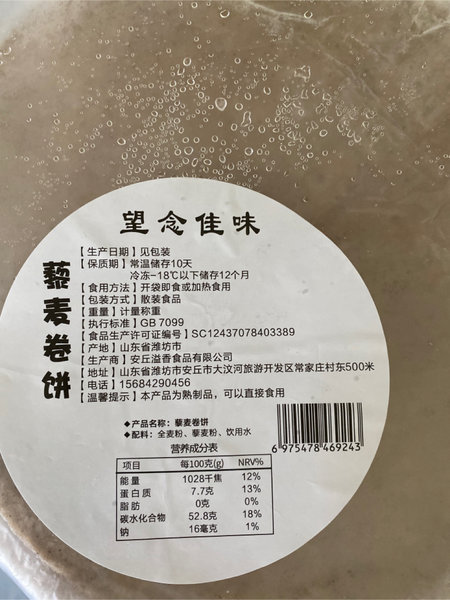 望念佳味
藜麦卷饼
【生产日期】见包装
【保质期】常温储存10天
冷冻-18℃以下储存12个月
【食用方法】开袋即食或加热食用
【包装方式】散装食品
【重量】计量称重
【执行标准】GB 7099
【食品生产许可证编号】SC12437078403389
【产地】山东省潍坊市
【生产商】安丘溢香食品有限公司
【地址】山东省潍坊市安丘市大汶河旅游开发区常家庄村东500米
【电话】15684290456
【温馨提示】本产品为熟制品，可以直接食用
◆产品名称：藜麦卷饼
◆配料：全麦粉、藜麦粉、饮用水
营养成分表
项目 每100克(g) NRV%
能量 1028千焦 12%
蛋白质 7.7克 13%
脂肪 0克 0%
碳水化合物 52.8克 18%
钠 16毫克 1%
6 975478 469243